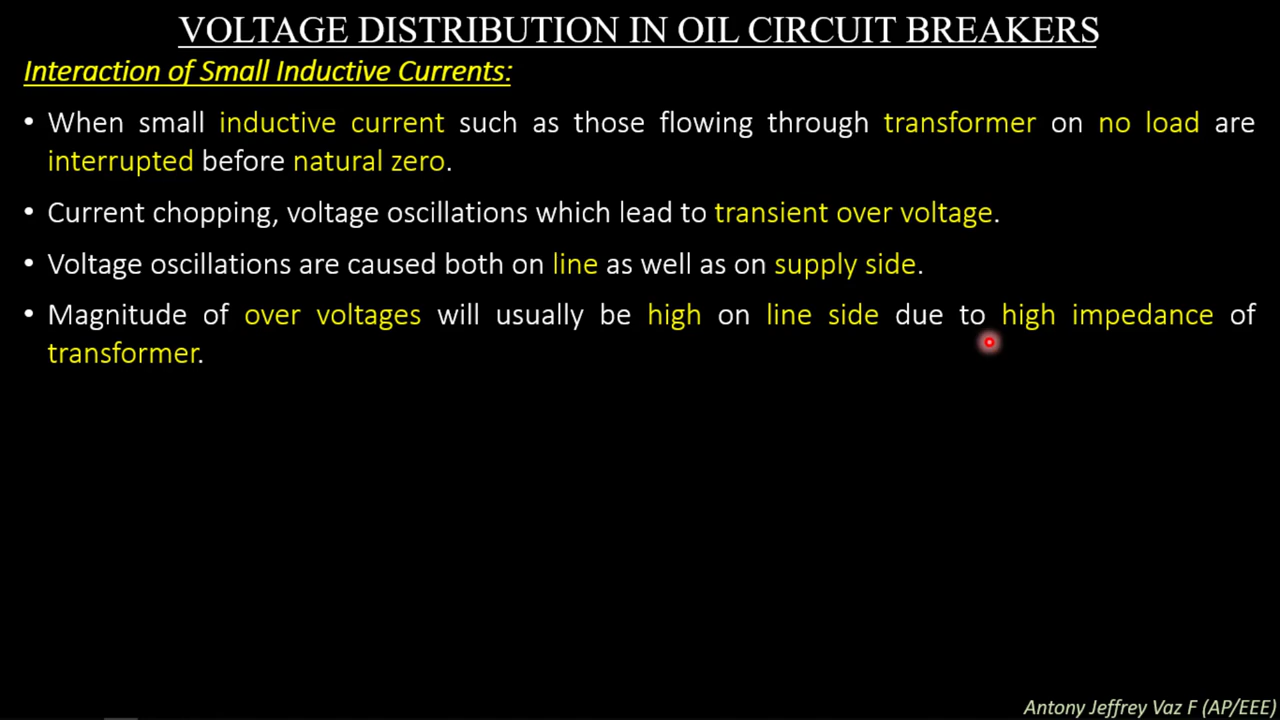 VOLTAGE DISTRIBUTION IN OIL CIRCUIT BREAKERS
Interaction of Small Inductive Currents:
• When small inductive current such as those flowing through transformer on no load are
interrupted before natural zero.
• Current chopping, voltage oscillations which lead to transient over voltage.
• Voltage oscillations are caused both on line as well as on supply side.
• Magnitude of over voltages will usually be high on line side due to high impedance of
transformer.
Antony Jeffrey Vaz F (AP/EEE)